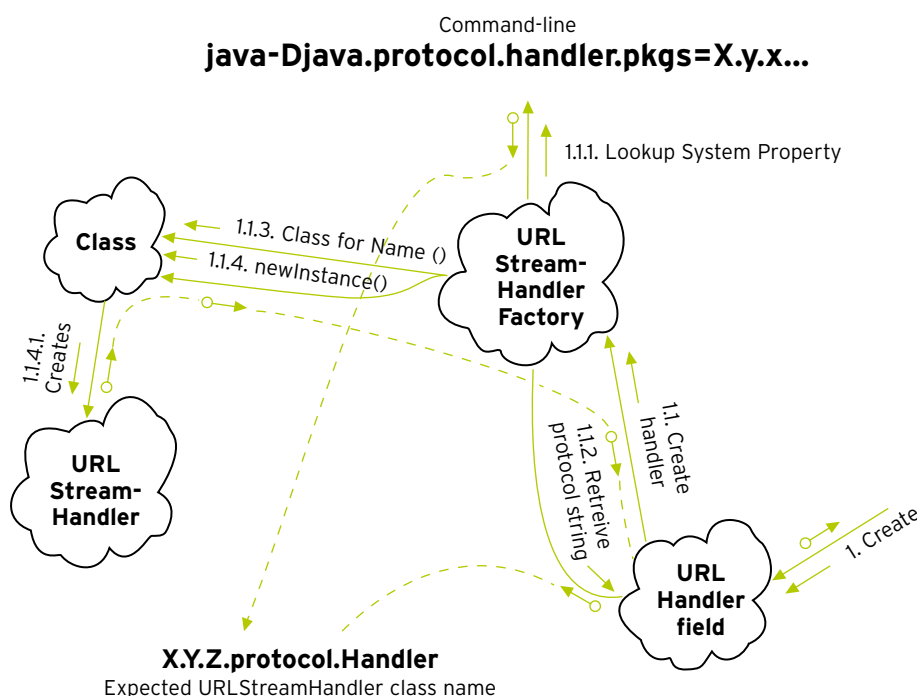 Command-line
java-Djava.protocol.handler.pkgs=X.y.x...
1.1.1. Lookup System Property
Class
1.1.3. Class for Name ()
1.1.4. newInstance()
URL
Stream-
Handler
Factory
1.1.4.1.
Creates
URL
Stream-
Handler
1.1.2. Retreive
protocol string
1.1. Create
handler
1. Create
URL
Handler
field
X.Y.Z.protocol.Handler
Expected URLStreamHandler class name